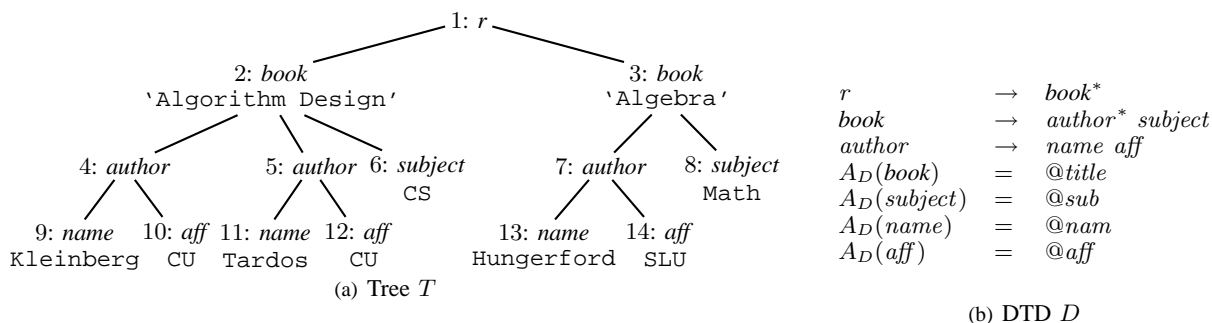 1: r
2: book 3: book
'Algorithm Design' 'Algebra'
4: author 5: author 6: subject 7: author 8: subject
CS Math
9: name 10: aff 11: name 12: aff 13: name 14: aff
Kleinberg CU Tardos CU Hungerford SLU
(a) Tree T
r → book*
book → author* subject
author → name aff
A_D(book) = @title
A_D(subject) = @sub
A_D(name) = @nam
A_D(aff) = @aff
(b) DTD D